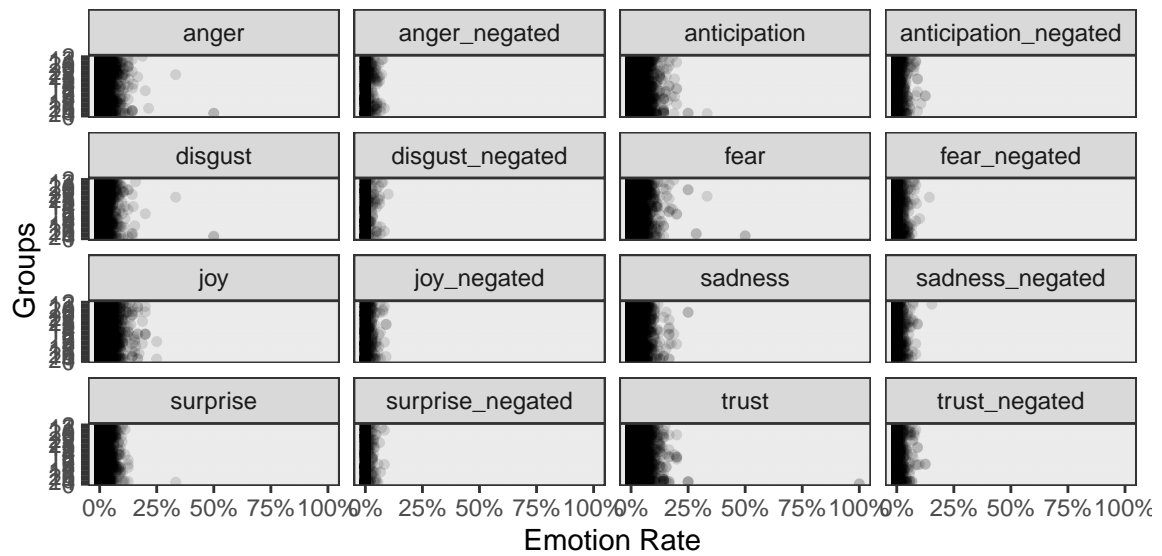 anger anger_negated anticipation anticipation_negated
disgust disgust_negated fear fear_negated
Groups
joy joy_negated sadness sadness_negated
surprise surprise_negated trust trust_negated
0% 25% 50% 75% 100% 0% 25% 50% 75% 100% 0% 25% 50% 75% 100% 0% 25% 50% 75% 100%
Emotion Rate